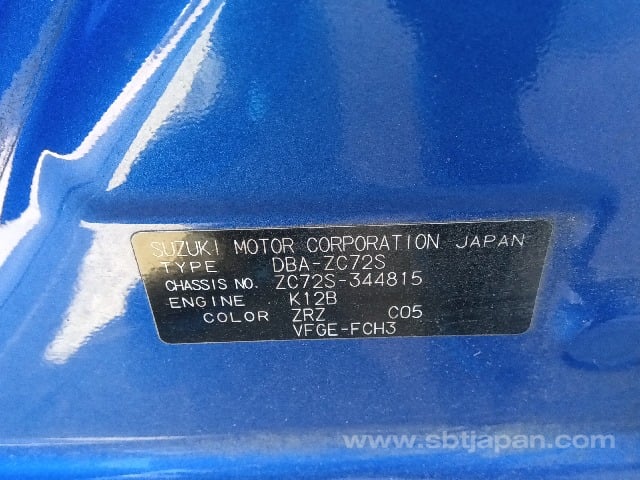 SUZUKI MOTOR CORPORATION JAPAN
TYPE DBA-ZC72S
CHASSIS NO. ZC72S-344815
ENGINE K12B
COLOR ZRZ C05
VFGE-FCH3
www.sbtjapan.com